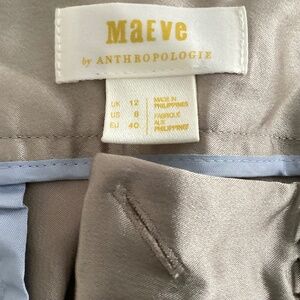 Maeve
by ANTHROPOLOGIE
UK 12
US 8
EU 40
MADE IN
PHILIPPINES
FABRIQUÉ
AUX
PHILIPPINES